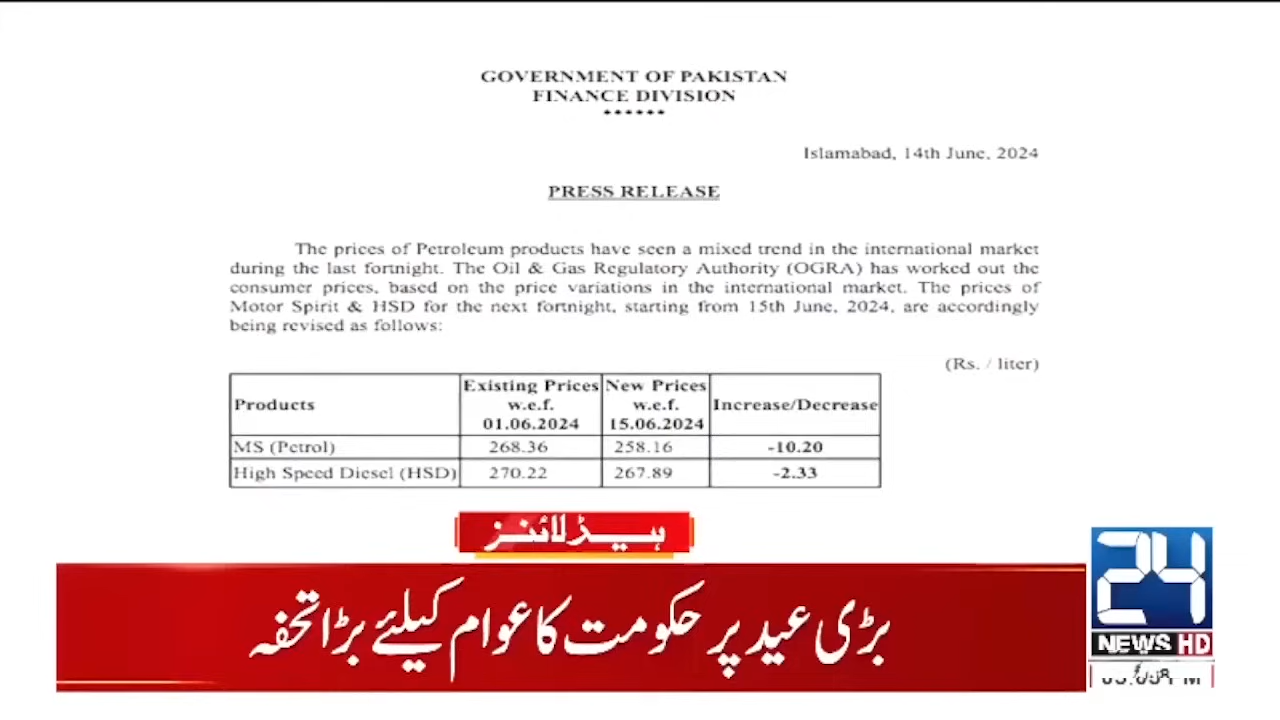 GOVERNMENT OF PAKISTAN
FINANCE DIVISION
******
Islamabad, 14th June, 2024
PRESS RELEASE
The prices of Petroleum products have seen a mixed trend in the international market
during the last fortnight. The Oil & Gas Regulatory Authority (OGRA) has worked out the
consumer prices, based on the price variations in the international market. The prices of
Motor Spirit & HSD for the next fortnight, starting from 15th June, 2024, are accordingly
being revised as follows:
(Rs. / liter)
Products Existing Prices w.e.f. 01.06.2024 New Prices w.e.f. 15.06.2024 Increase/Decrease
MS (Petrol) 268.36 258.16 -10.20
High Speed Diesel (HSD) 270.22 267.89 -2.33
ہیڈلائنز
بڑی عید پر حکومت کا عوام کیلئے بڑا تحفہ
24
NEWS HD